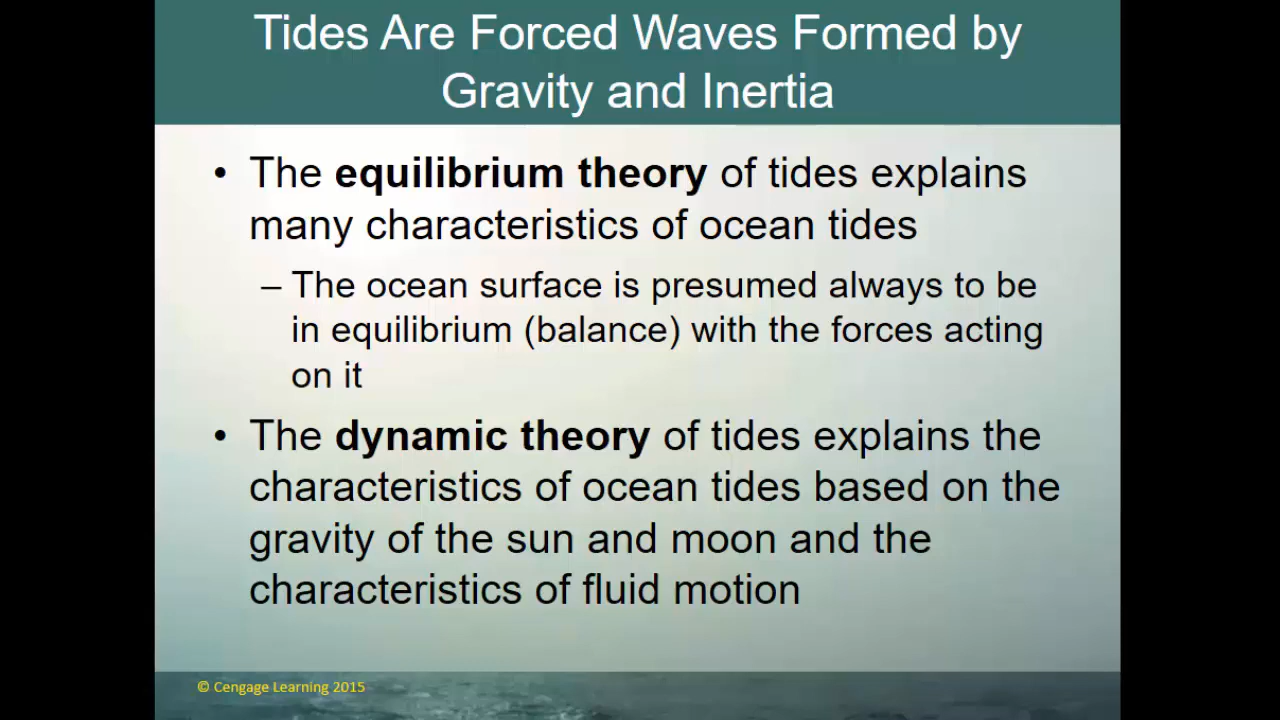 Tides Are Forced Waves Formed by
Gravity and Inertia
• The equilibrium theory of tides explains
many characteristics of ocean tides
– The ocean surface is presumed always to be
in equilibrium (balance) with the forces acting
on it
• The dynamic theory of tides explains the
characteristics of ocean tides based on the
gravity of the sun and moon and the
characteristics of fluid motion
© Cengage Learning 2015